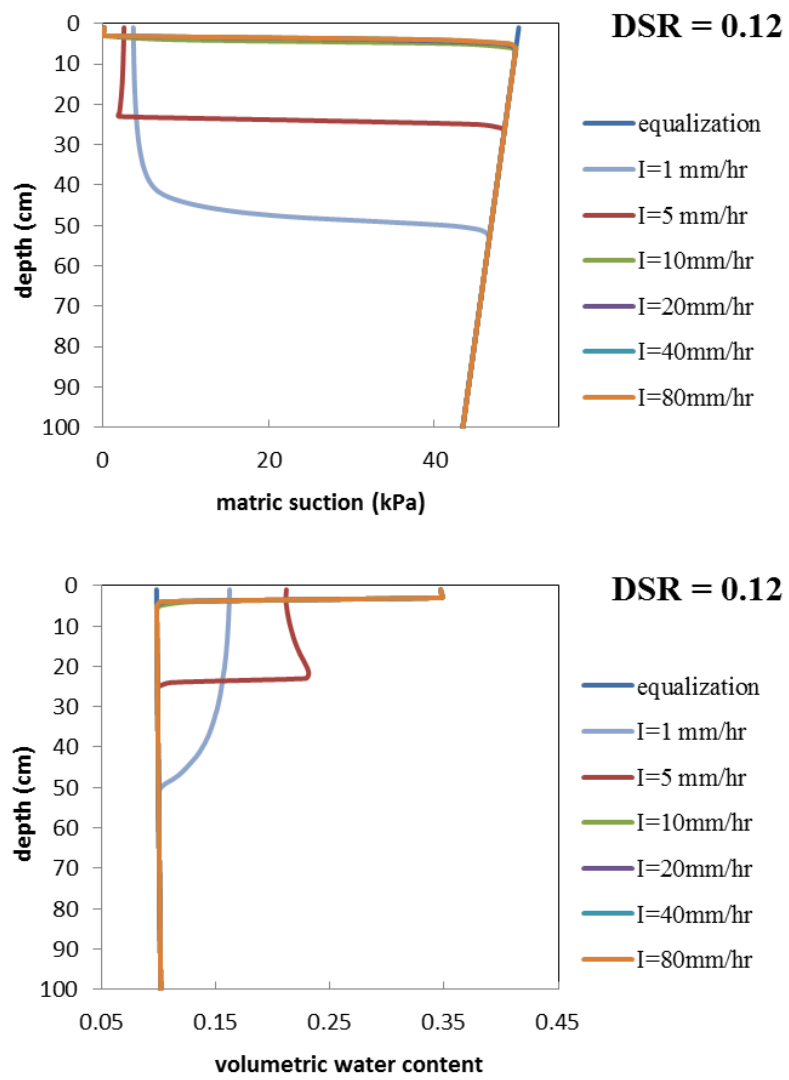 DSR = 0.12
0
10
20
30
40
50
60
70
80
90
100
depth (cm)
0
20
40
matric suction (kPa)
equalization
I=1 mm/hr
I=5 mm/hr
I=10mm/hr
I=20mm/hr
I=40mm/hr
I=80mm/hr
DSR = 0.12
0
10
20
30
40
50
60
70
80
90
100
depth (cm)
0.05
0.15
0.25
0.35
0.45
volumetric water content
equalization
I=1 mm/hr
I=5 mm/hr
I=10mm/hr
I=20mm/hr
I=40mm/hr
I=80mm/hr